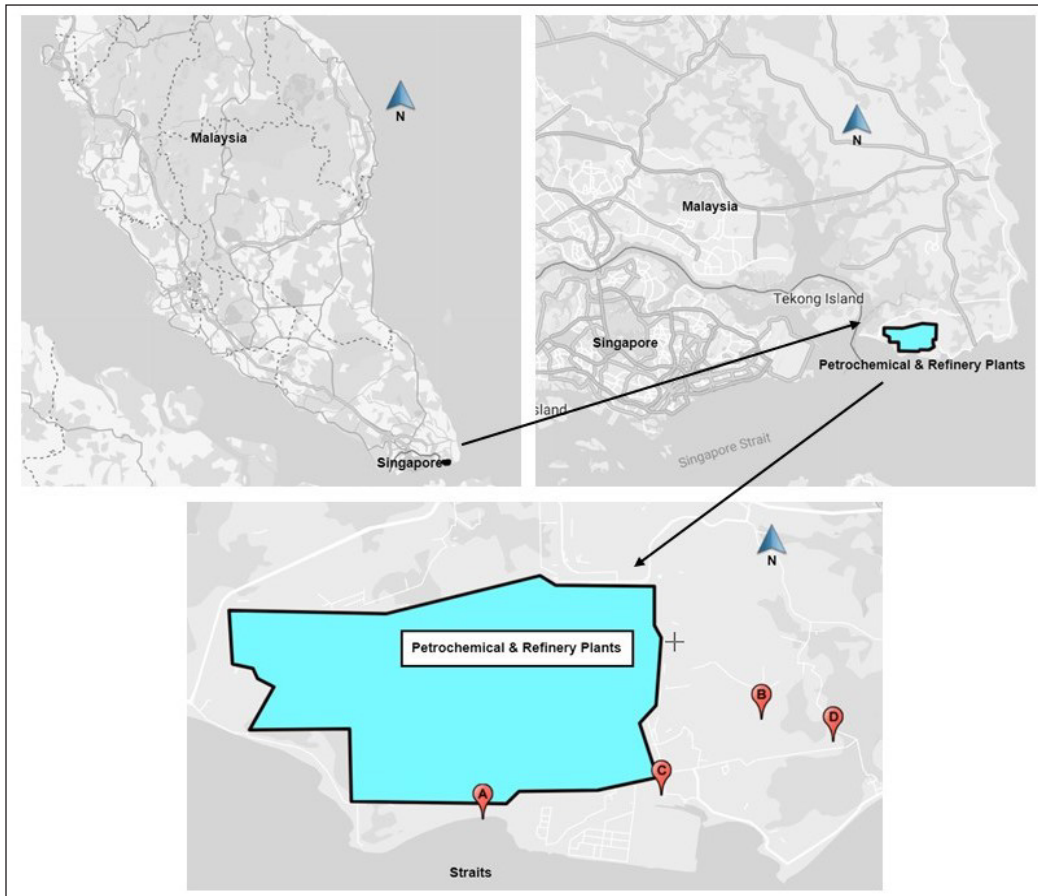 Malaysia
N
Singapore
N
Malaysia
Tekong Island
Singapore
Petrochemical & Refinery Plants
sland
Singapore Strait
N
Petrochemical & Refinery Plants
B
D
C
A
Straits